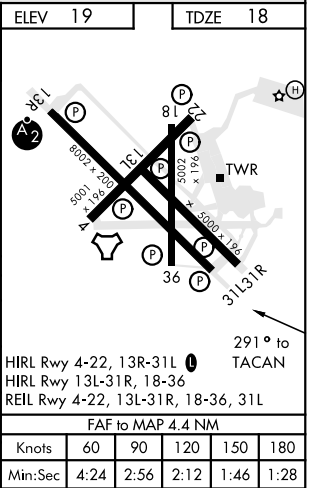 ELEV 19 TDZE 18
H
13R
P
P
18
22
A2
P
13L
8002 x 200
P
5002 x 196
TWR
5001 x 196
P
x
5000 x 196
4
P
P
36
31L 31R
291° to TACAN
HIRL Rwy 4-22, 13R-31L L
HIRL Rwy 13L-31R, 18-36
REIL Rwy 4-22, 13L-31R, 18-36, 31L
FAF to MAP 4.4 NM
Knots 60 90 120 150 180
Min:Sec 4:24 2:56 2:12 1:46 1:28